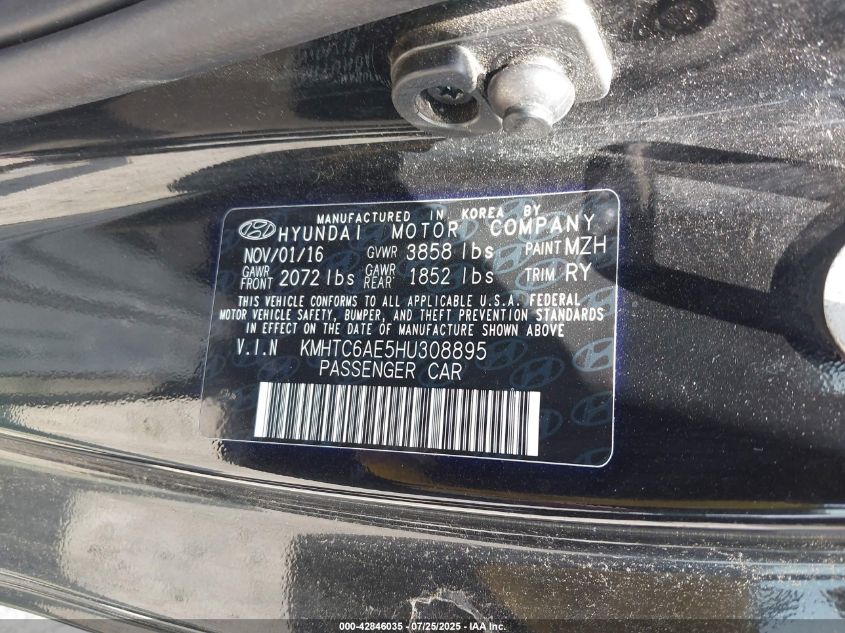 MANUFACTURED IN KOREA BY
HYUNDAI MOTOR COMPANY
NOV/01/16 GVWR 3858 lbs PAINT MZH
GAWR FRONT 2072 lbs GAWR REAR 1852 lbs TRIM RY
THIS VEHICLE CONFORMS TO ALL APPLICABLE U.S.A. FEDERAL
MOTOR VEHICLE SAFETY, BUMPER, AND THEFT PREVENTION STANDARDS
IN EFFECT ON THE DATE OF MANUFACTURE SHOWN ABOVE
V.I.N KMHTC6AE5HU308895
PASSENGER CAR
000-42846035 - 07/25/2025 - IAA Inc.